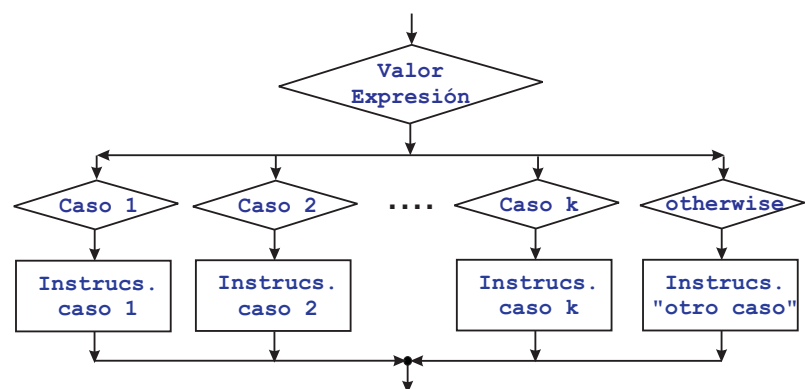 Valor
Expresión
Caso 1
Caso 2
....
Caso k
otherwise
Instrucs.
caso 1
Instrucs.
caso 2
Instrucs.
caso k
Instrucs.
"otro caso"